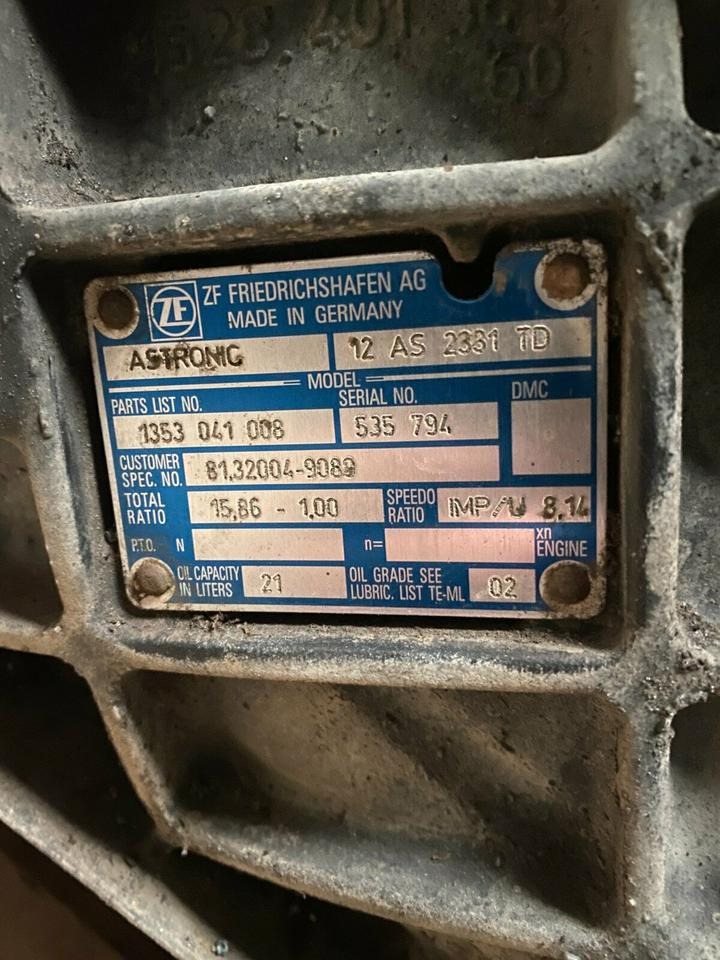 60
ZF
ZF FRIEDRICHSHAFEN AG
MADE IN GERMANY
ASTRONIC 12 AS 2331 TD
MODEL
PARTS LIST NO. SERIAL NO. DMC
1353 041 008 535 794
CUSTOMER SPEC. NO. 81.32004-9089
TOTAL RATIO 15,86 - 1,00 SPEEDO RATIO IMP/U 8,14
P.T.O. N n= xn ENGINE
OIL CAPACITY IN LITERS 21 OIL GRADE SEE LUBRIC. LIST TE-ML 02